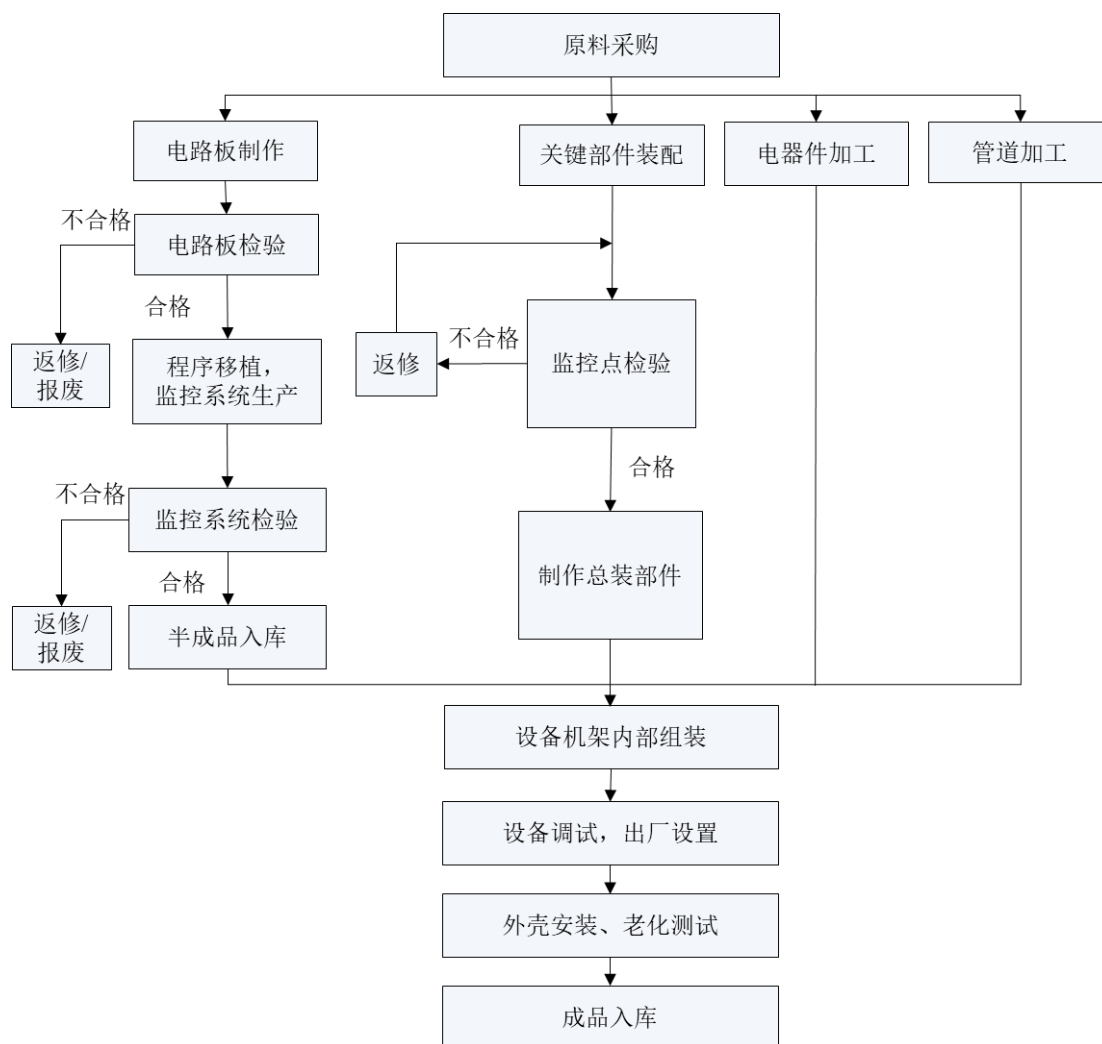 原料采购
电路板制作
关键部件装配
电器件加工
管道加工
不合格
电路板检验
合格
返修/
报废
程序移植，
监控系统生产
返修
不合格
监控点检验
合格
不合格
监控系统检验
合格
返修/
报废
半成品入库
制作总装部件
设备机架内部组装
设备调试，出厂设置
外壳安装、老化测试
成品入库